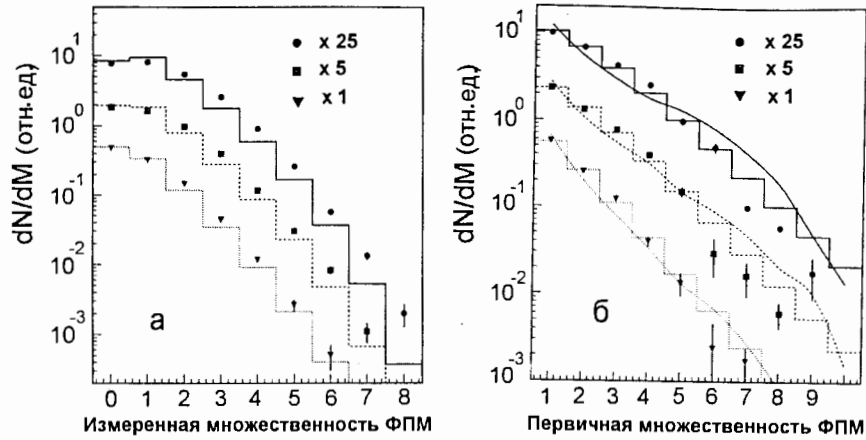 dN/dM (отн.ед.)
10¹
10⁰
10⁻¹
10⁻²
10⁻³
x 25
x 5
x 1
а
0 1 2 3 4 5 6 7 8
Измеренная множественность ФПМ
dN/dM (отн.ед.)
10¹
10⁰
10⁻¹
10⁻²
10⁻³
x 25
x 5
x 1
б
1 2 3 4 5 6 7 8 9
Первичная множественность ФПМ